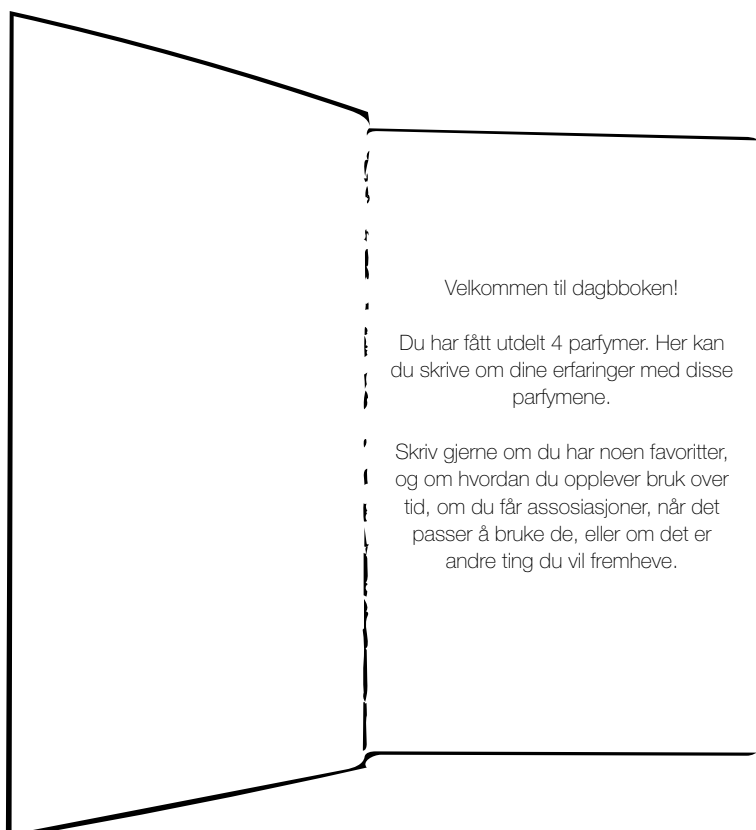 Velkommen til dagbboken!
Du har fått utdelt 4 parfymer. Her kan
du skrive om dine erfaringer med disse
parfymene.
Skriv gjerne om du har noen favoritter,
og om hvordan du opplever bruk over
tid, om du får assosiasjoner, når det
passer å bruke de, eller om det er
andre ting du vil fremheve.